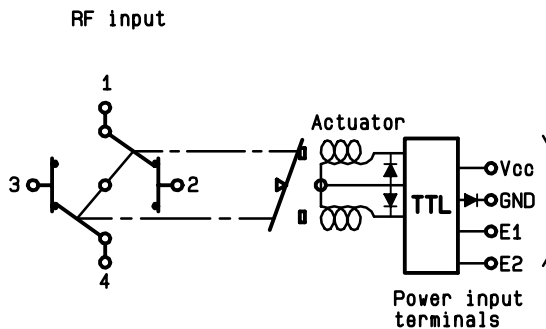 RF input
1
Actuator
3
2
Vcc
TTL
GND
E1
4
E2
Power input
terminals